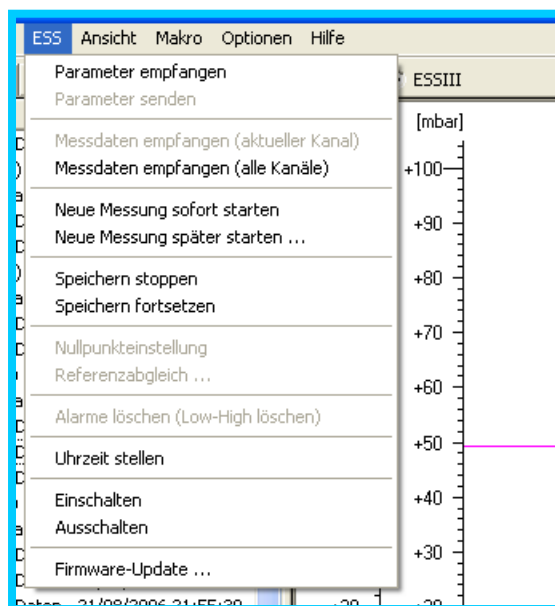 ESS Ansicht Makro Optionen Hilfe
Parameter empfangen
Parameter senden
Messdaten empfangen (aktueller Kanal)
Messdaten empfangen (alle Kanäle)
Neue Messung sofort starten
Neue Messung später starten ...
Speichern stoppen
Speichern fortsetzen
Nullpunkteinstellung
Referenzabgleich ...
Alarme löschen (Low-High löschen)
Uhrzeit stellen
Einschalten
Ausschalten
Firmware-Update ...
ESSIII
[mbar]
+100
+90
+80
+70
+60
+50
+40
+30